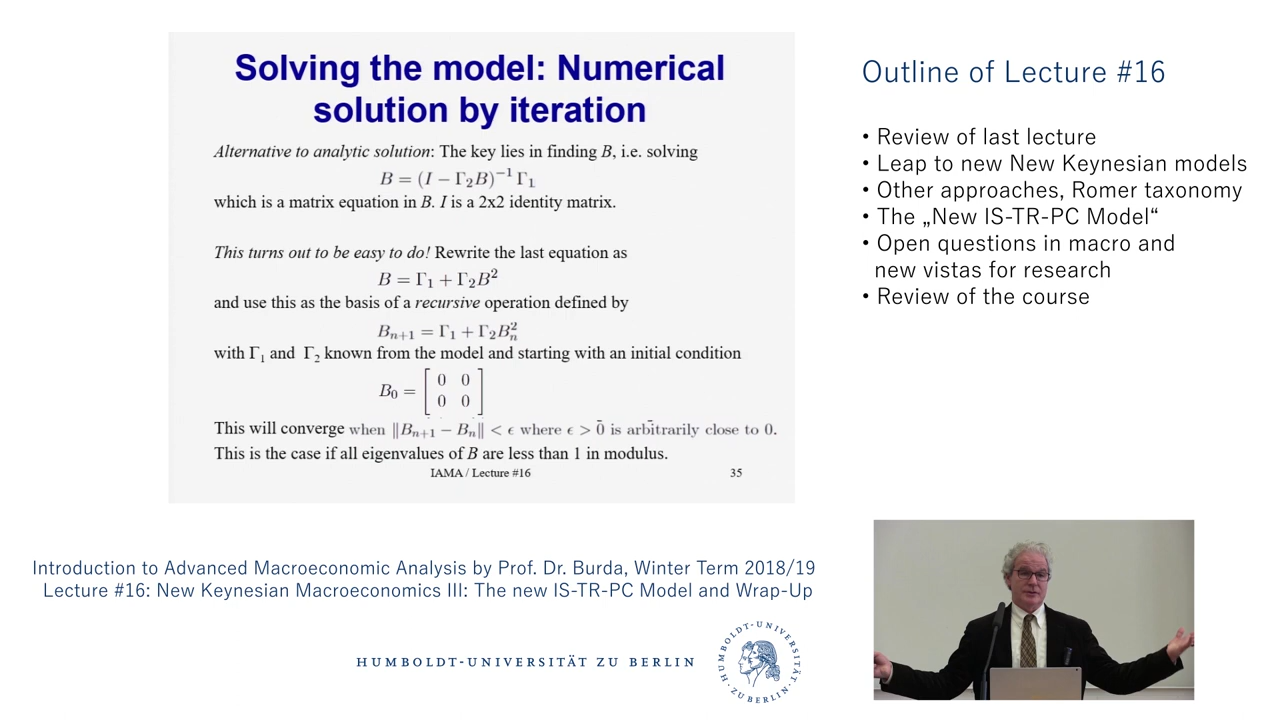 Solving the model: Numerical
solution by iteration
Alternative to analytic solution: The key lies in finding B, i.e. solving
B = (I − Γ₂B)⁻¹ Γ₁
which is a matrix equation in B. I is a 2x2 identity matrix.
This turns out to be easy to do! Rewrite the last equation as
B = Γ₁ + Γ₂B²
and use this as the basis of a recursive operation defined by
Bₙ₊₁ = Γ₁ + Γ₂Bₙ²
with Γ₁ and Γ₂ known from the model and starting with an initial condition
B₀ = [ 0 0
0 0 ]
This will converge when ||Bₙ₊₁ − Bₙ|| < ϵ where ϵ > 0 is arbitrarily close to 0.
This is the case if all eigenvalues of B are less than 1 in modulus.
IAMA / Lecture #16 35
Outline of Lecture #16
• Review of last lecture
• Leap to new New Keynesian models
• Other approaches, Romer taxonomy
• The „New IS-TR-PC Model“
• Open questions in macro and
new vistas for research
• Review of the course
Introduction to Advanced Macroeconomic Analysis by Prof. Dr. Burda, Winter Term 2018/19
Lecture #16: New Keynesian Macroeconomics III: The new IS-TR-PC Model and Wrap-Up
HUMBOLDT-UNIVERSITÄT ZU BERLIN
HUMBOLDT-UNIVERSITÄT ZU BERLIN